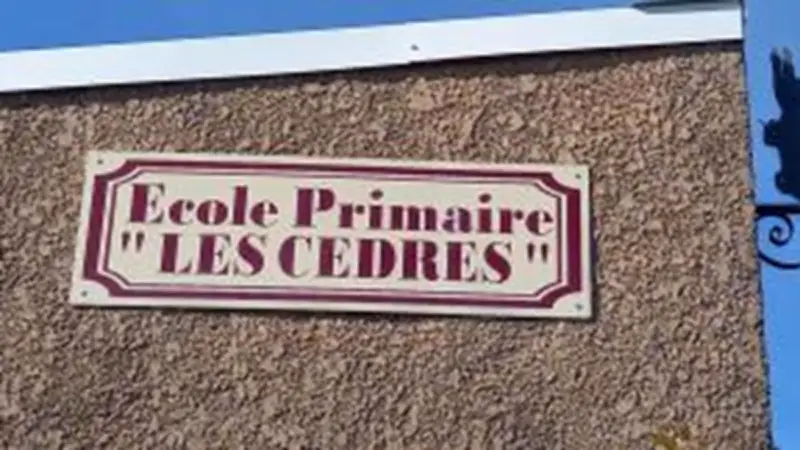 Ecole Primaire
" LES CEDRES "